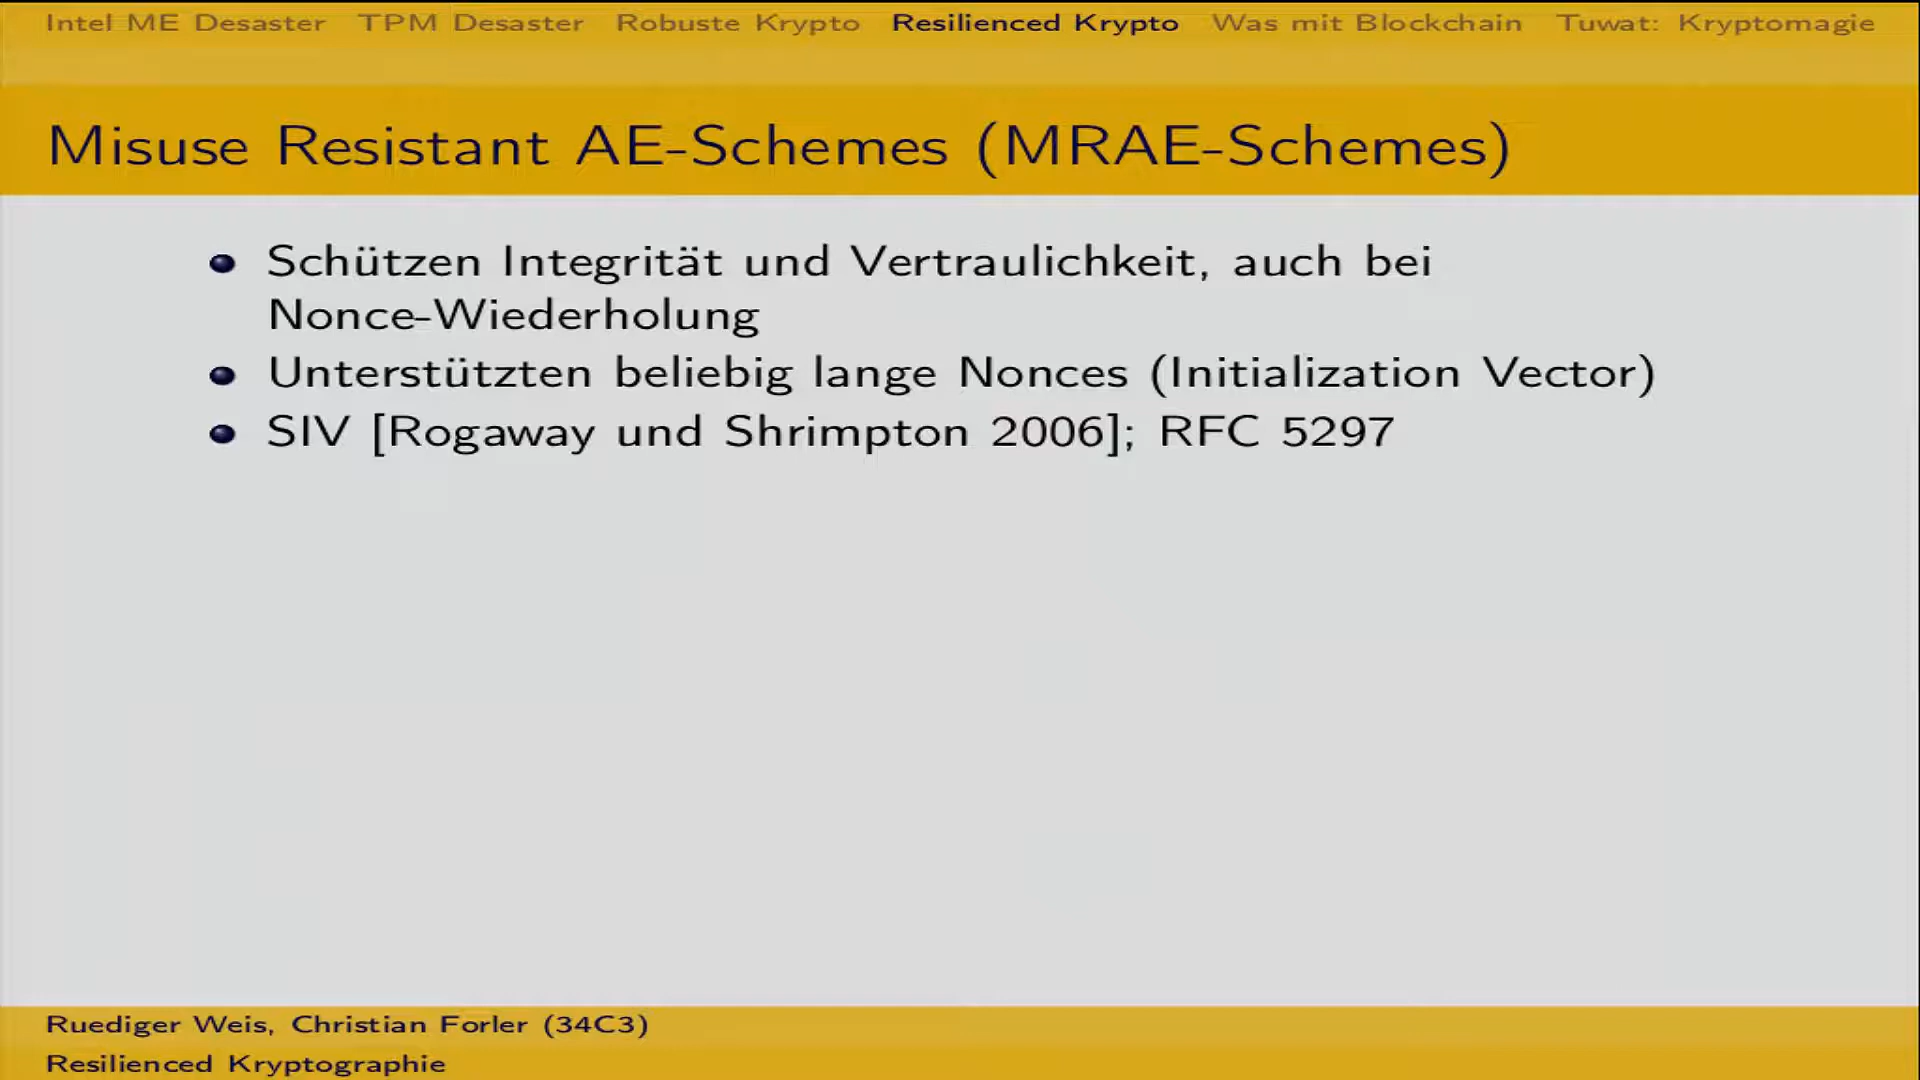 Intel ME Desaster TPM Desaster Robuste Krypto Resilienced Krypto Was mit Blockchain Tuwat: Kryptomagie
Misuse Resistant AE-Schemes (MRAE-Schemes)
Schützen Integrität und Vertraulichkeit, auch bei
Nonce-Wiederholung
Unterstützten beliebig lange Nonces (Initialization Vector)
SIV [Rogaway und Shrimpton 2006]; RFC 5297
Ruediger Weis, Christian Forler (34C3)
Resilienced Kryptographie